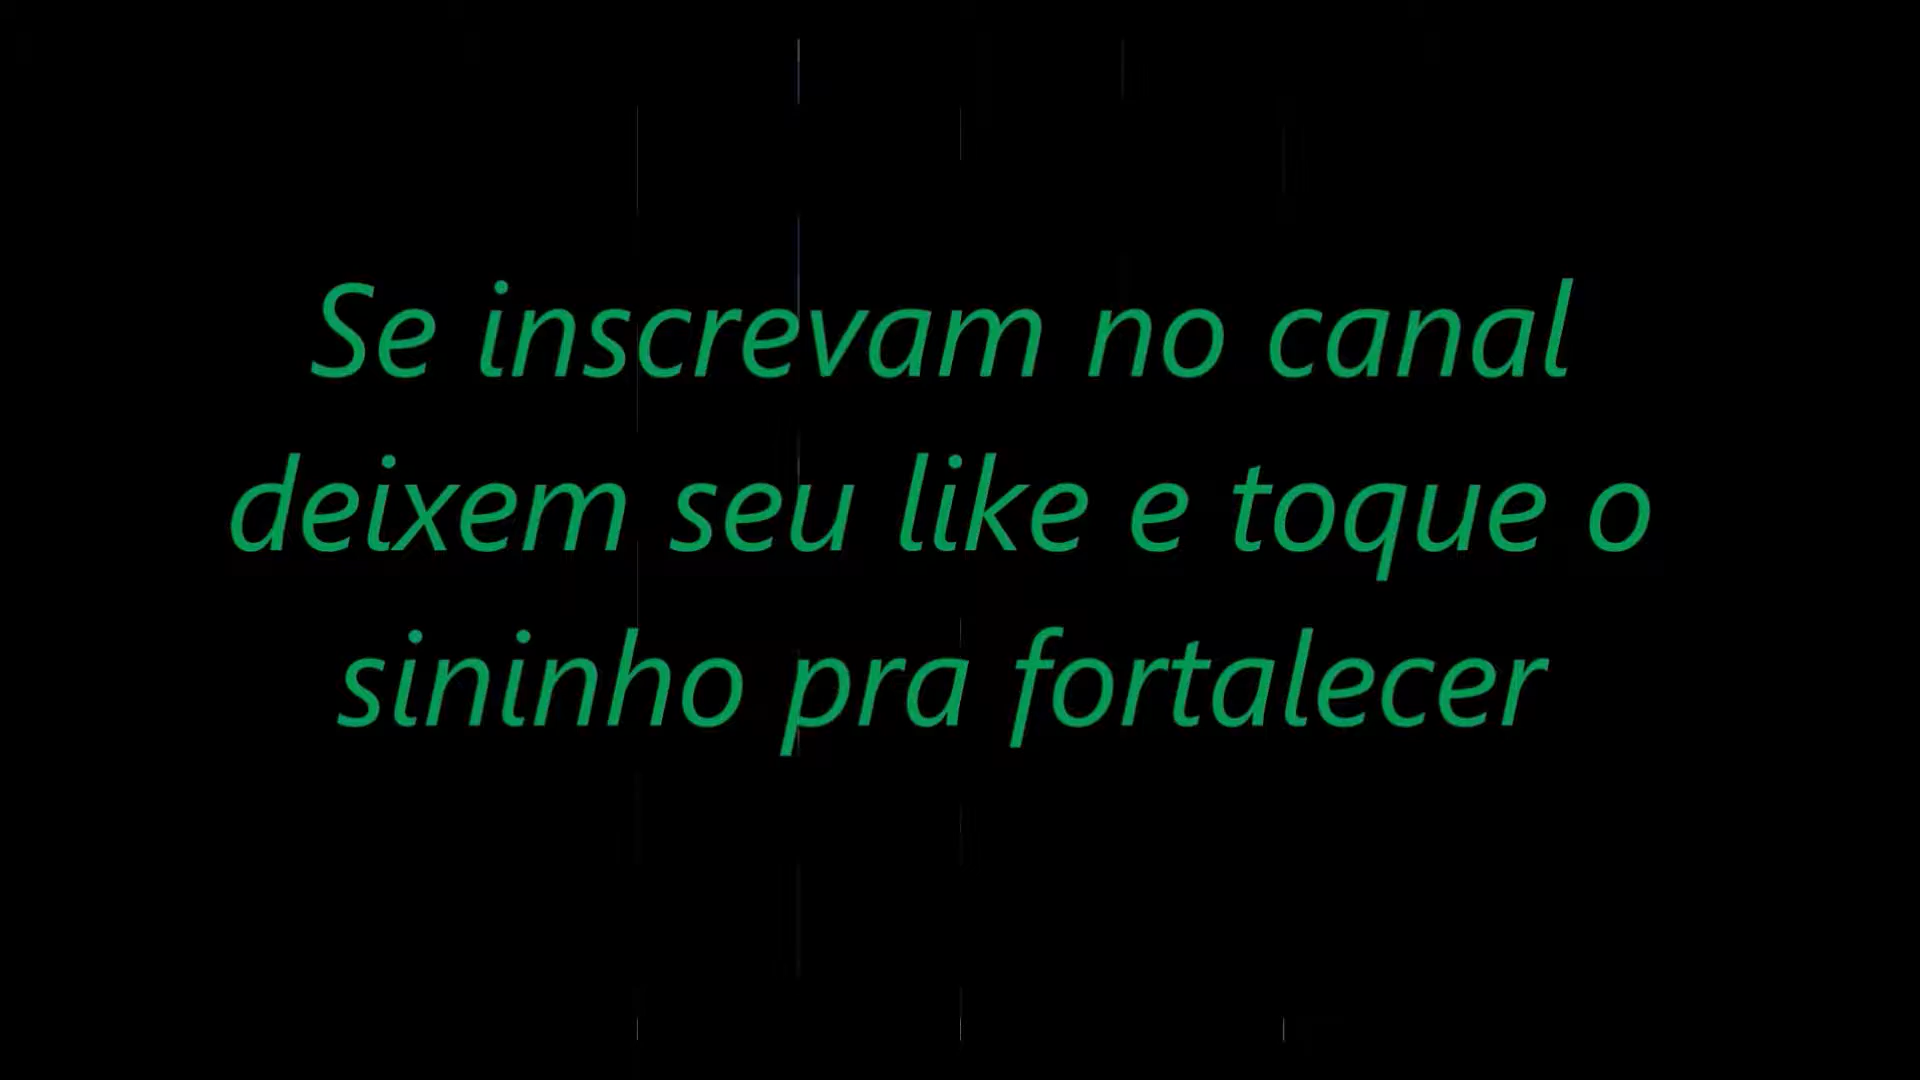 Se inscrevam no canal
deixem seu like e toque o
sininho pra fortalecer